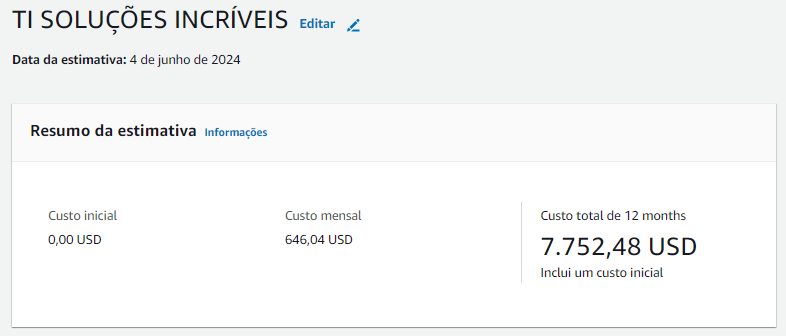 TI SOLUÇÕES INCRÍVEIS Editar
Data da estimativa: 4 de junho de 2024
Resumo da estimativa Informações
Custo inicial
0,00 USD
Custo mensal
646,04 USD
Custo total de 12 months
7.752,48 USD
Inclui um custo inicial